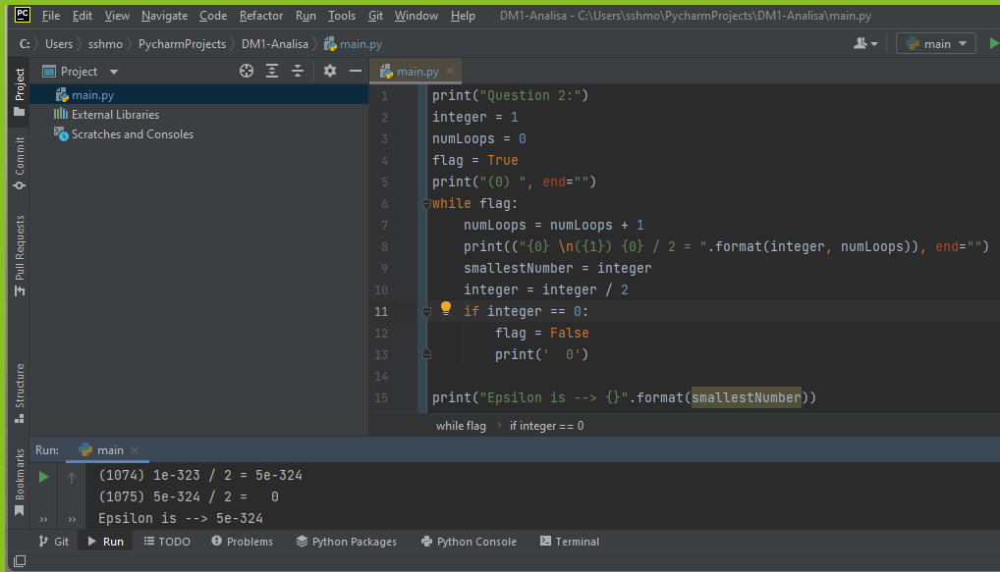 PC File Edit View Navigate Code Refactor Run Tools Git Window Help DM1-Analisa - C:\Users\sshmo\PycharmProjects\DM1-Analisa\main.py
C: Users sshmo PycharmProjects DM1-Analisa main.py main
Project Project main.py
main.py
External Libraries
Scratches and Consoles
Commit
Pull Requests
Structure
Bookmarks
1 print("Question 2:")
2 integer = 1
3 numLoops = 0
4 flag = True
5 print("(0) ", end="")
6 while flag:
7     numLoops = numLoops + 1
8     print(("{0} \n({1}) {0} / 2 = ".format(integer, numLoops)), end="")
9     smallestNumber = integer
10     integer = integer / 2
11     if integer == 0:
12         flag = False
13         print('  0')
14
15 print("Epsilon is --> {}".format(smallestNumber))
while flag › if integer == 0
Run: main
(1074) 1e-323 / 2 = 5e-324
(1075) 5e-324 / 2 =   0
Epsilon is --> 5e-324
Git Run TODO Problems Python Packages Python Console Terminal